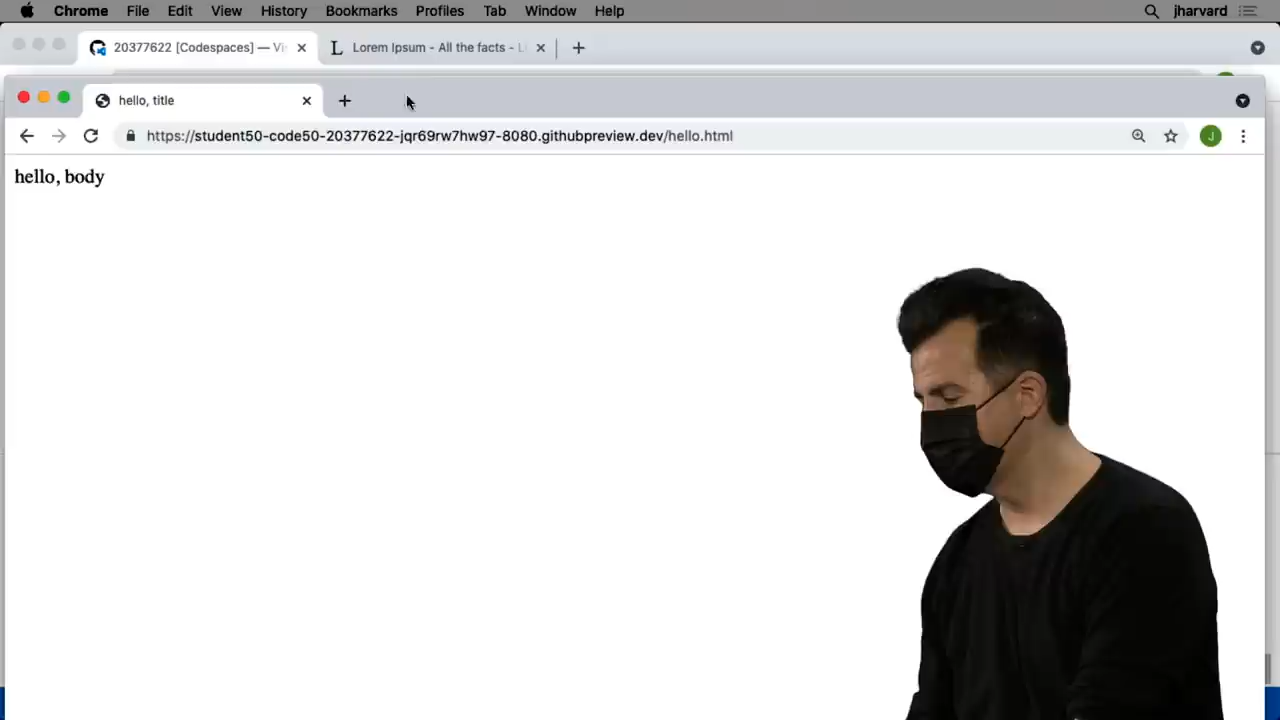 Chrome File Edit View History Bookmarks Profiles Tab Window Help jharvard
20377622 [Codespaces] — Vi
L Lorem Ipsum - All the facts - L
hello, title
https://student50-code50-20377622-jqr69rw7hw97-8080.githubpreview.dev/hello.html J
hello, body